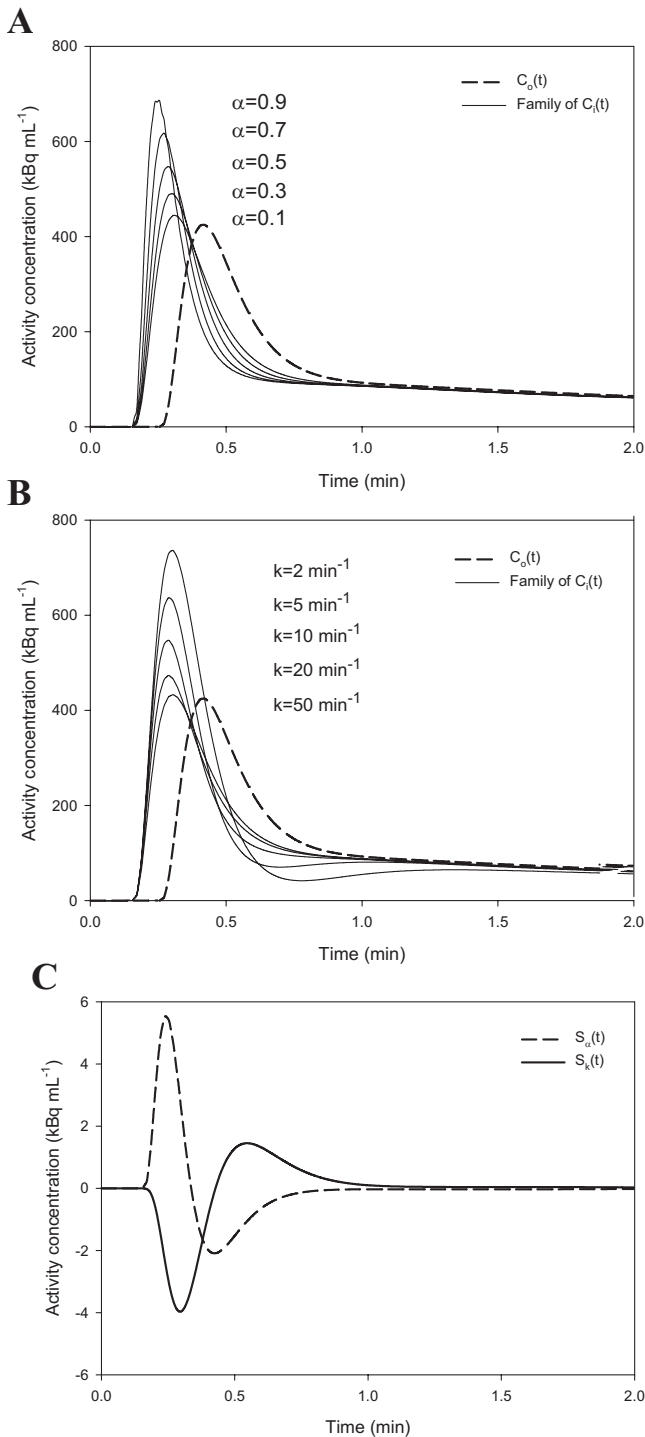 A
800
600
400
200
0
Activity concentration (kBq mL-1)
α=0.9
α=0.7
α=0.5
α=0.3
α=0.1
Co(t)
Family of Ci(t)
0.0 0.5 1.0 1.5 2.0
Time (min)
B
800
600
400
200
0
Activity concentration (kBq mL-1)
k=2 min-1
k=5 min-1
k=10 min-1
k=20 min-1
k=50 min-1
Co(t)
Family of Ci(t)
0.0 0.5 1.0 1.5 2.0
Time (min)
C
6
4
2
0
-2
-4
-6
Activity concentration (kBq mL-1)
Sα(t)
Sk(t)
0.0 0.5 1.0 1.5 2.0
Time (min)